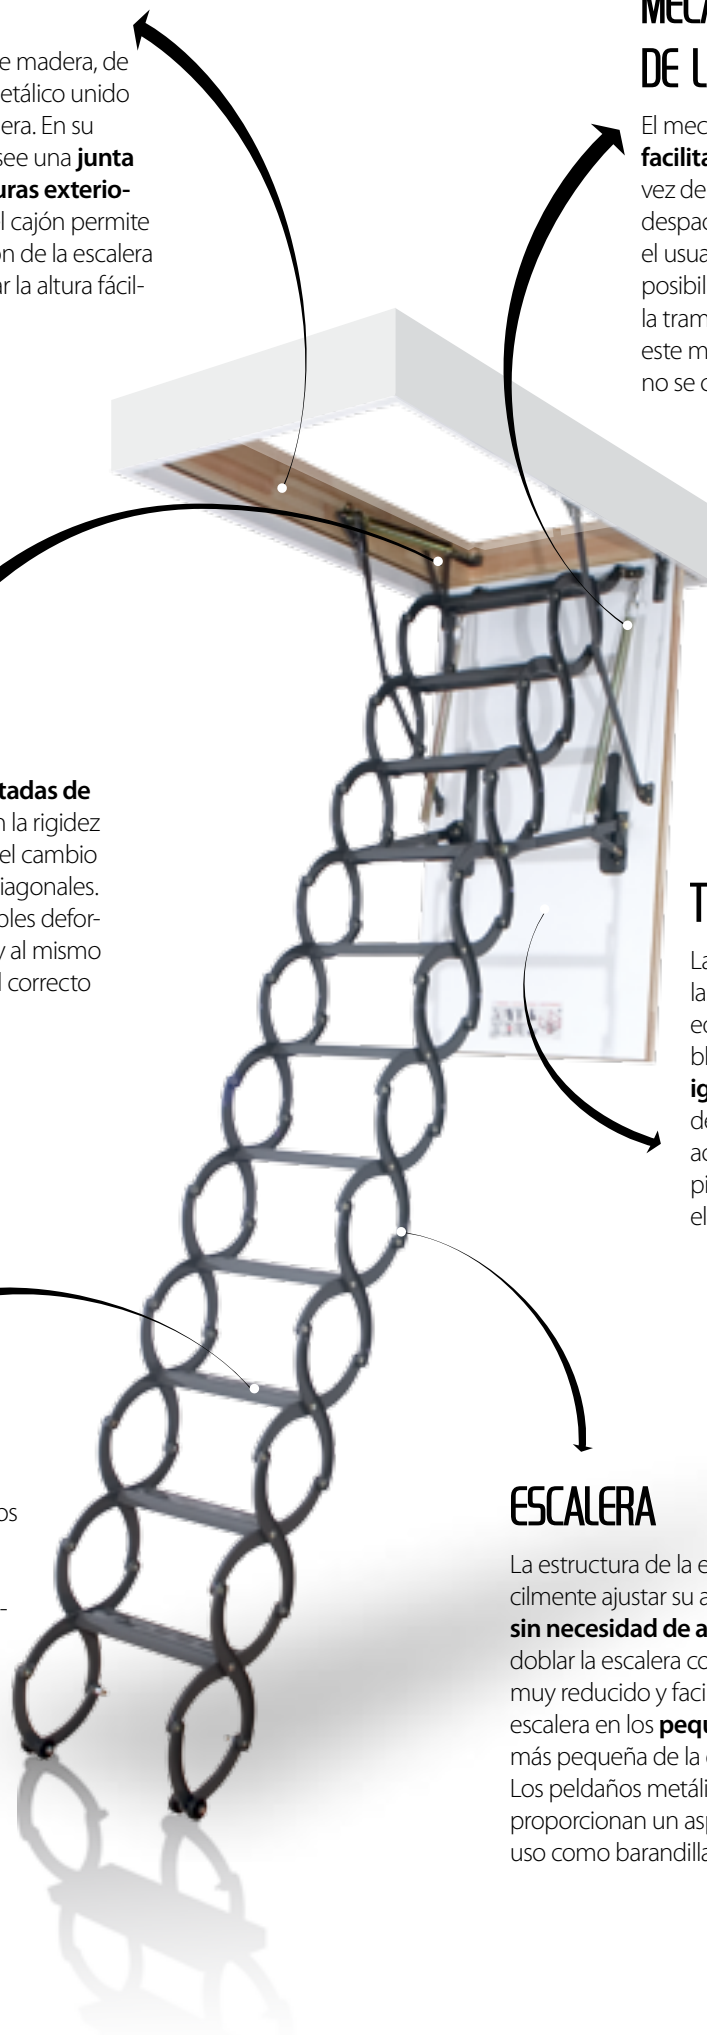 e madera, de
etálico unido
era. En su
see una junta
uras exterio-
l cajón permite
ón de la escalera
ar la altura fácil-
DE L
El mec
facilita
vez de
despac
el usua
posibil
la tram
este m
no se c
tadas de
n la rigidez
el cambio
iagonales.
bles defor-
y al mismo
l correcto
T
La
la
ec
bl
ig
de
ac
pi
el
os
-
ESCALERA
La estructura de la e
cilmente ajustar su a
sin necesidad de a
doblar la escalera co
muy reducido y faci
escalera en los pequ
más pequeña de la
Los peldaños metáli
proporcionan un asp
uso como barandilla